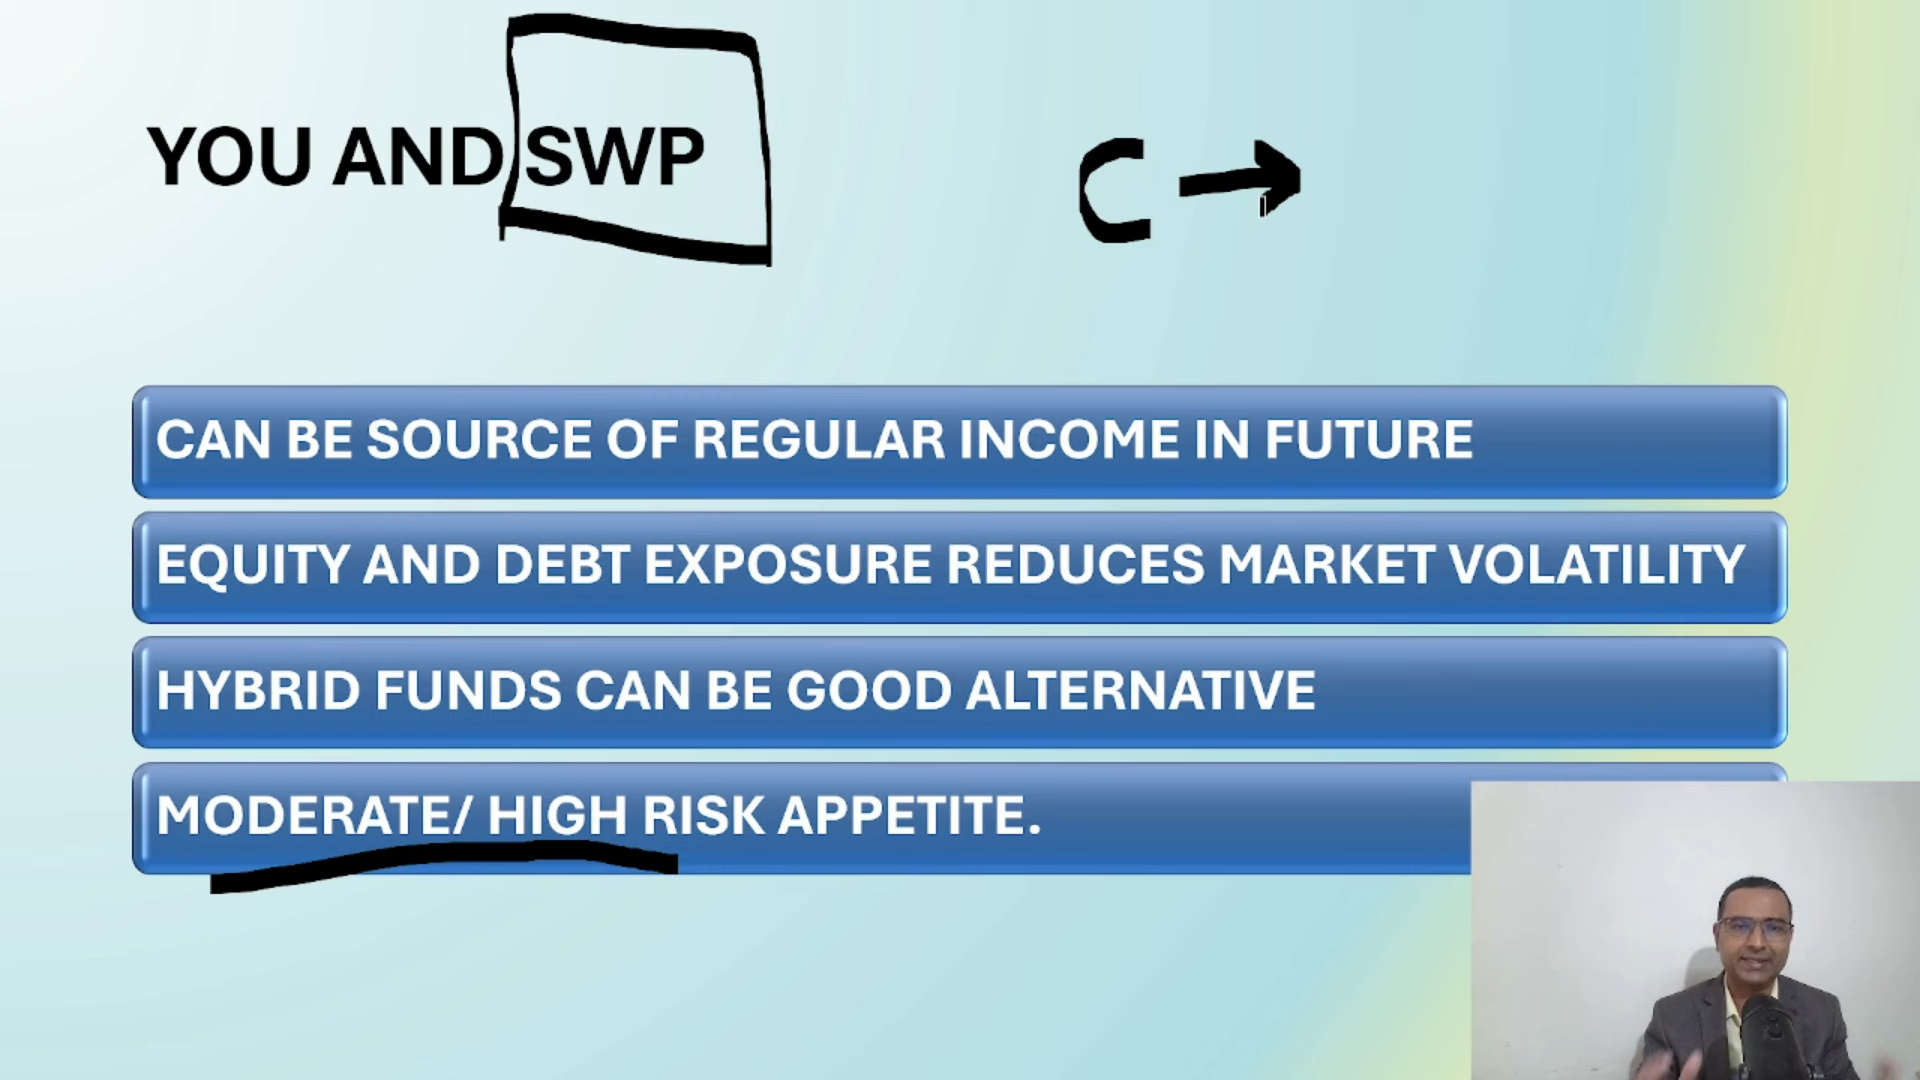 YOU AND SWP
C →
CAN BE SOURCE OF REGULAR INCOME IN FUTURE
EQUITY AND DEBT EXPOSURE REDUCES MARKET VOLATILITY
HYBRID FUNDS CAN BE GOOD ALTERNATIVE
MODERATE/ HIGH RISK APPETITE.